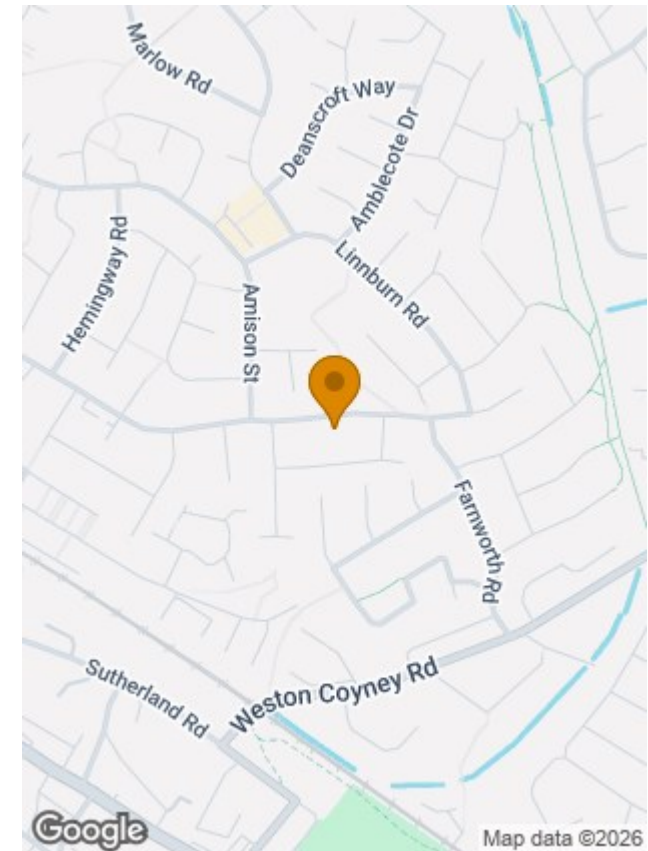 Marlow Rd
Deanscroft Way
Amblecote Dr
Hemingway Rd
Linnburn Rd
Amison St
Farnworth Rd
Weston Coyney Rd
Sutherland Rd
Google
Map data ©2026